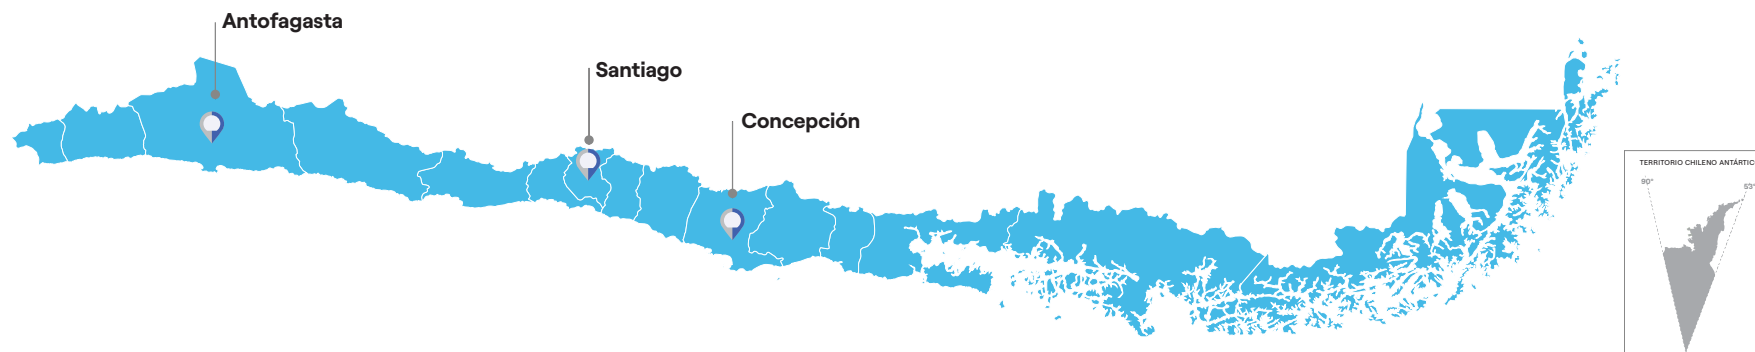 Antofagasta
Santiago
Concepción
TERRITORIO CHILENO ANTÁRTIC
90°
53°